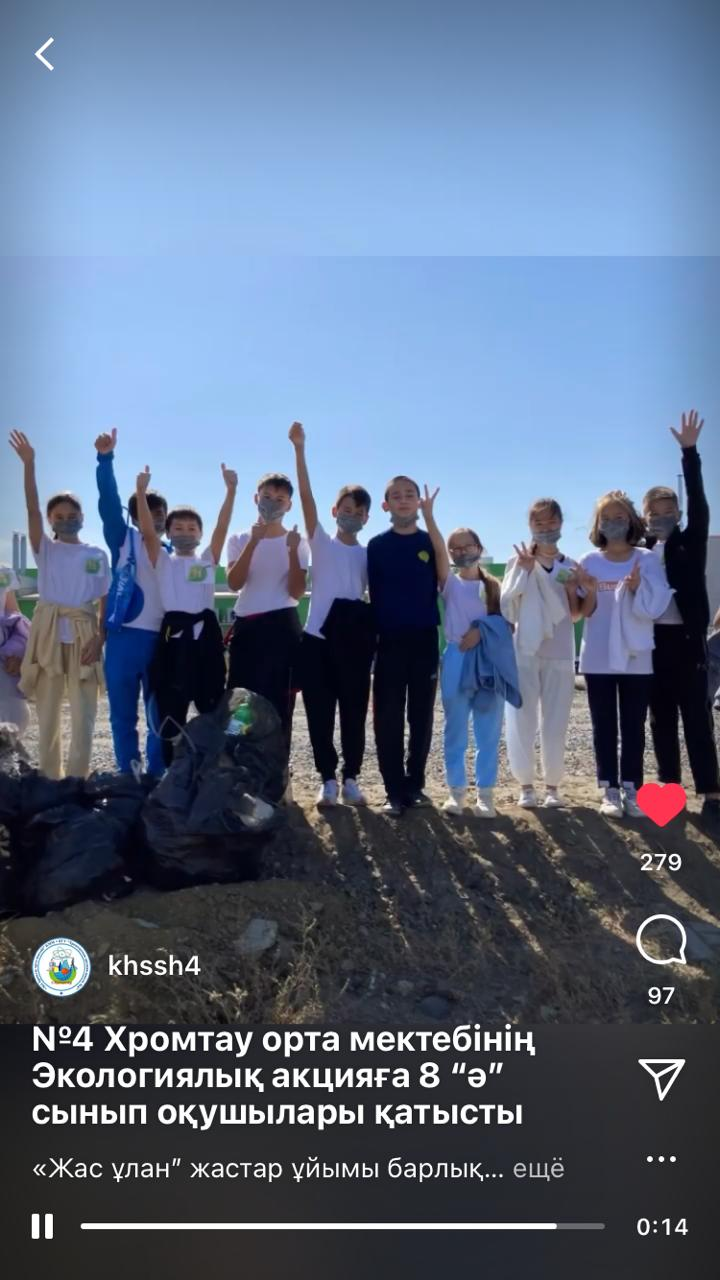 279
khssh4
97
№4 Хромтау орта мектебінің
Экологиялық акцияға 8 “ә”
сынып оқушылары қатысты
«Жас ұлан” жастар ұйымы барлық... ещё
0:14